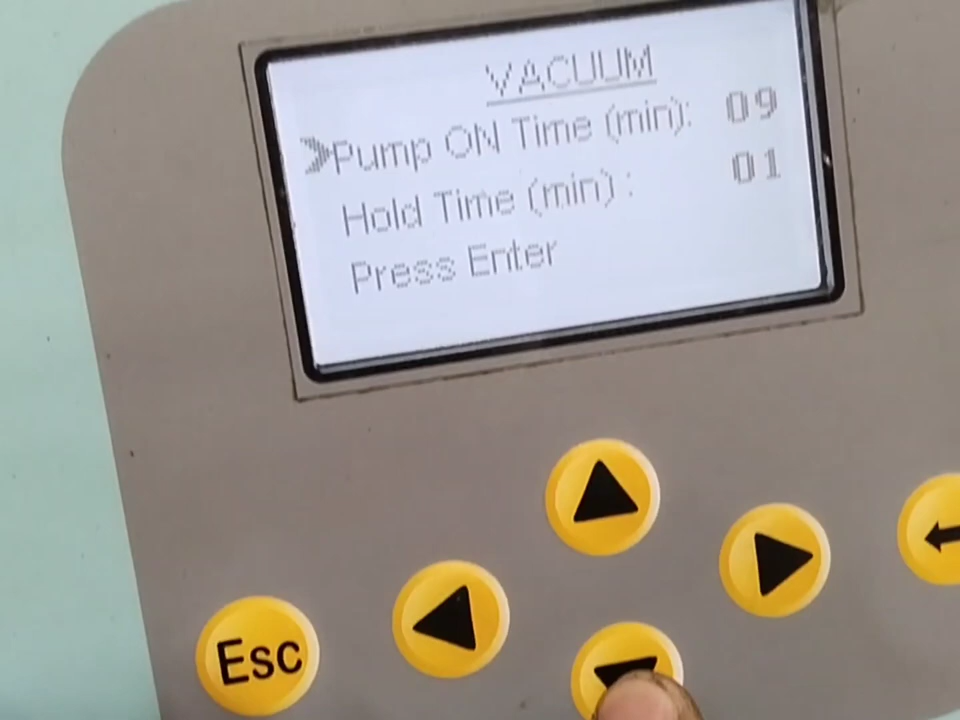 VACUUM
>Pump ON Time (min): 09
Hold Time (min) : 01
Press Enter
Esc